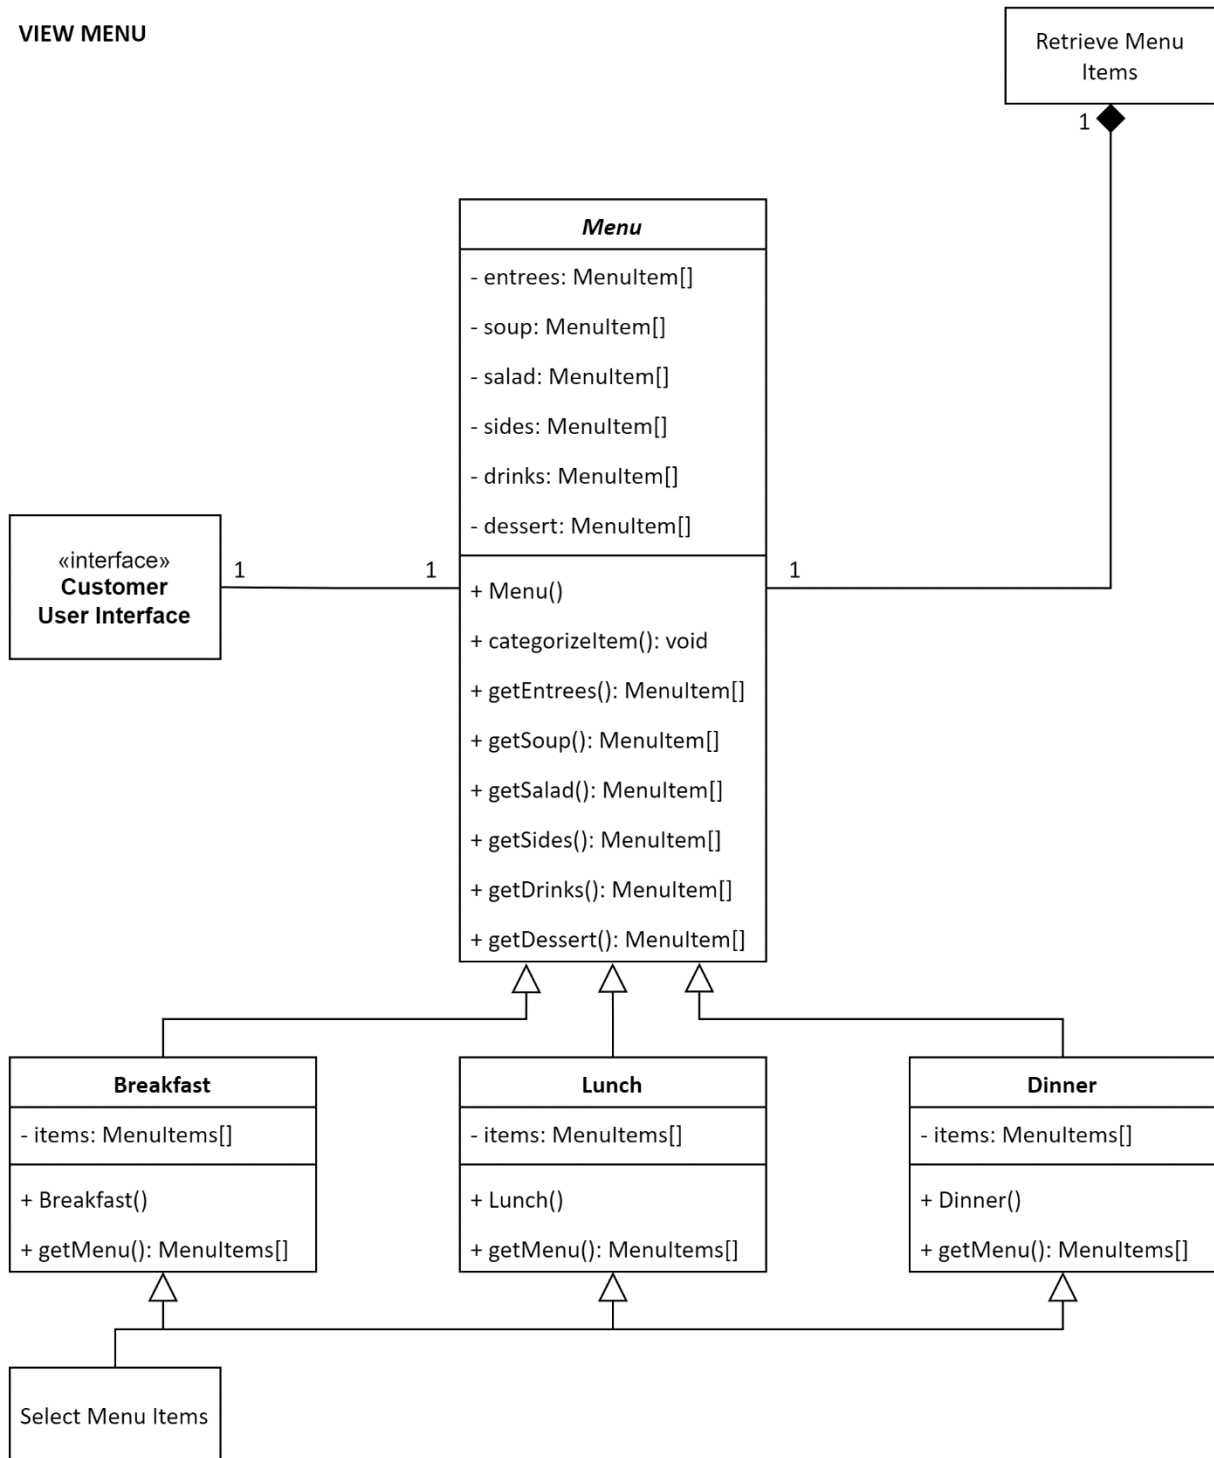 VIEW MENU
Retrieve Menu
Items
1
Menu
- entrees: MenuItem[]
- soup: MenuItem[]
- salad: MenuItem[]
- sides: MenuItem[]
- drinks: MenuItem[]
- dessert: MenuItem[]
«interface»
Customer
User Interface
1
1
1
+ Menu()
+ categorizeItem(): void
+ getEntrees(): MenuItem[]
+ getSoup(): MenuItem[]
+ getSalad(): MenuItem[]
+ getSides(): MenuItem[]
+ getDrinks(): MenuItem[]
+ getDessert(): MenuItem[]
Breakfast
- items: MenuItems[]
+ Breakfast()
+ getMenu(): MenuItems[]
Lunch
- items: MenuItems[]
+ Lunch()
+ getMenu(): MenuItems[]
Dinner
- items: MenuItems[]
+ Dinner()
+ getMenu(): MenuItems[]
Select Menu Items